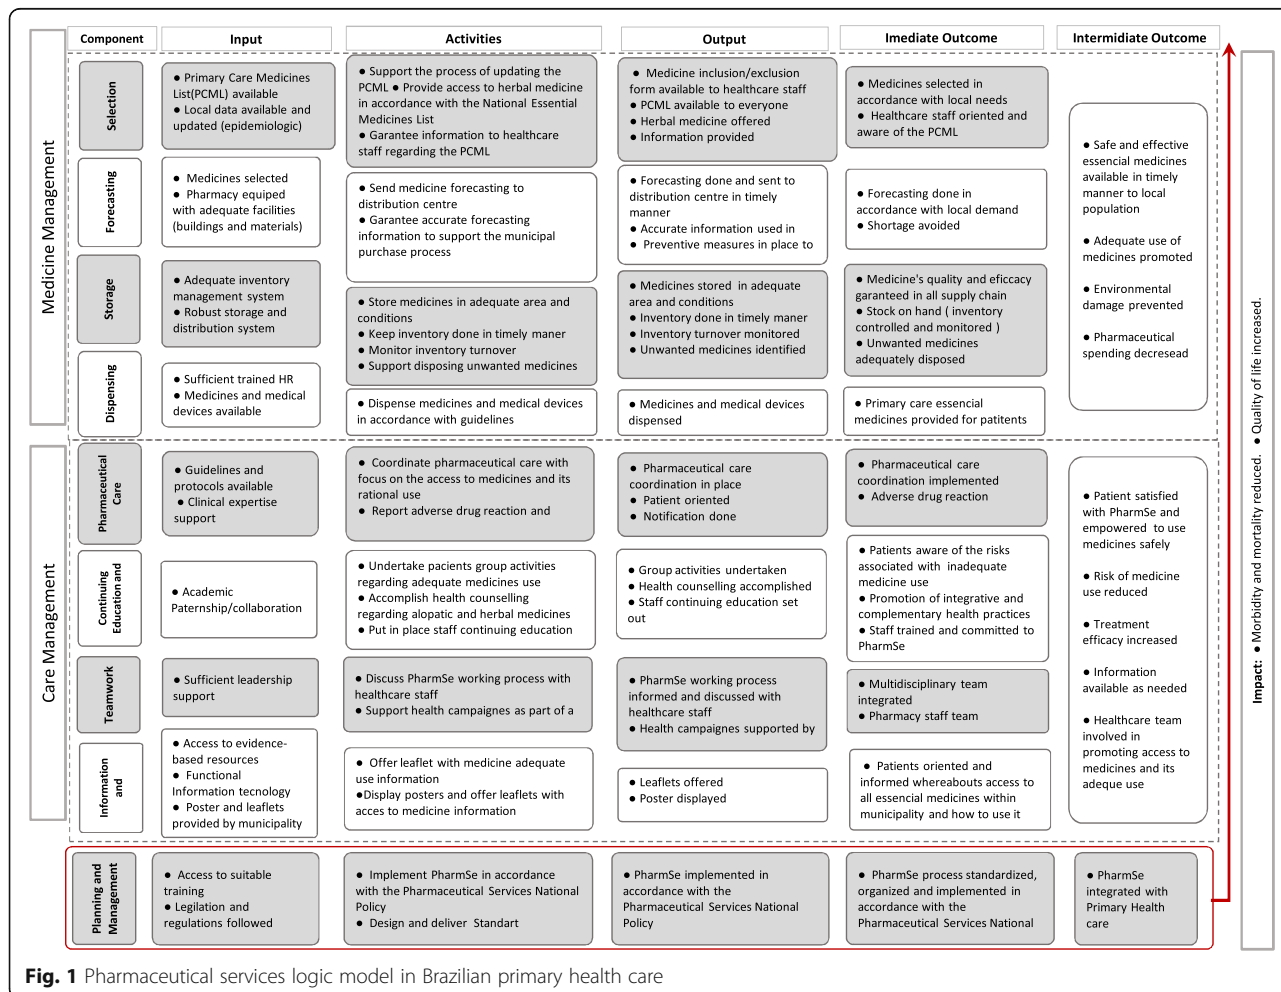 Component
Input
Activities
Output
Imediate Outcome
Intermidiate Outcome
Medicine Management
Selection
● Primary Care Medicines
List(PCML) available
● Local data available and
updated (epidemiologic)
● Support the process of updating the
PCML ● Provide access to herbal medicine
in accordance with the National Essential
Medicines List
● Garantee information to healthcare
staff regarding the PCML
● Medicine inclusion/exclusion
form available to healthcare staff
● PCML available to everyone
● Herbal medicine offered
● Information provided
● Medicines selected in
accordance with local needs
● Healthcare staff oriented and
aware of the PCML
Forecasting
● Medicines selected
● Pharmacy equiped
with adequate facilities
(buildings and materials)
● Send medicine forecasting to
distribution centre
● Garantee accurate forecasting
information to support the municipal
purchase process
● Forecasting done and sent to
distribution centre in timely
manner
● Accurate information used in
● Preventive measures in place to
● Forecasting done in
accordance with local demand
● Shortage avoided
Storage
● Adequate inventory
management system
● Robust storage and
distribution system
● Store medicines in adequate area and
conditions
● Keep inventory done in timely maner
● Monitor inventory turnover
● Support disposing unwanted medicines
● Medicines stored in adequate
area and conditions
● Inventory done in timely maner
● Inventory turnover monitored
● Unwanted medicines identified
● Medicine's quality and eficcacy
garanteed in all supply chain
● Stock on hand ( inventory
controlled and monitored )
● Unwanted medicines
adequately disposed
Dispensing
● Sufficient trained HR
● Medicines and medical
devices available
● Dispense medicines and medical devices
in accordance with guidelines
● Medicines and medical devices
dispensed
● Primary care essencial
medicines provided for patitents
● Safe and effective
essencial medicines
available in timely
manner to local
population
● Adequate use of
medicines promoted
● Environmental
damage prevented
● Pharmaceutical
spending decresead
Care Management
Pharmaceutical
Care
● Guidelines and
protocols available
● Clinical expertise
support
● Coordinate pharmaceutical care with
focus on the access to medicines and its
rational use
● Report adverse drug reaction and
● Pharmaceutical care
coordination in place
● Patient oriented
● Notification done
● Pharmaceutical care
coordination implemented
● Adverse drug reaction
Continuing
Education and
● Academic
Paternship/collaboration
● Undertake pacients group activities
regarding adequate medicines use
● Accomplish health counselling
regarding alopatic and herbal medicines
● Put in place staff continuing education
● Group activities undertaken
● Health counselling accomplished
● Staff continuing education set
out
● Patients aware of the risks
associated with inadequate
medicine use
● Promotion of integrative and
complementary health practices
● Staff trained and committed to
PharmSe
Teamwork
● Sufficient leadership
support
● Discuss PharmSe working process with
healthcare staff
● Support health campaignes as part of a
● PharmSe working process
informed and discussed with
healthcare staff
● Health campaignes supported by
● Multidisciplinary team
integrated
● Pharmacy staff team
Information
and
● Access to evidence-
based resources
● Functional
Information tecnology
● Poster and leaflets
provided by municipality
● Offer leaflet with medicine adequate
use information
●Display posters and offer leaflets with
acces to medicine information
● Leaflets offered
● Poster displayed
● Patients oriented and
informed whereabouts access to
all essencial medicines within
municipality and how to use it
● Patient satisfied
with PharmSe and
empowered to use
medicines safely
● Risk of medicine
use reduced
● Treatment
efficacy increased
● Information
available as needed
● Healthcare team
involved in
promoting access to
medicines and its
adeque use
Planning and
Management
● Access to suitable
training
● Legilation and
regulations followed
● Implement PharmSe in accordance
with the Pharmaceutical Services National
Policy
● Design and deliver Standart
● PharmSe implemented in
accordance with the
Pharmaceutical Services National
Policy
● PharmSe process standardized,
organized and implemented in
accordance with the
Pharmaceutical Services National
● PharmSe
integrated with
Primary Health
care
Impact: ● Morbidity and mortality reduced. ● Quality of life increased.
Fig. 1 Pharmaceutical services logic model in Brazilian primary health care